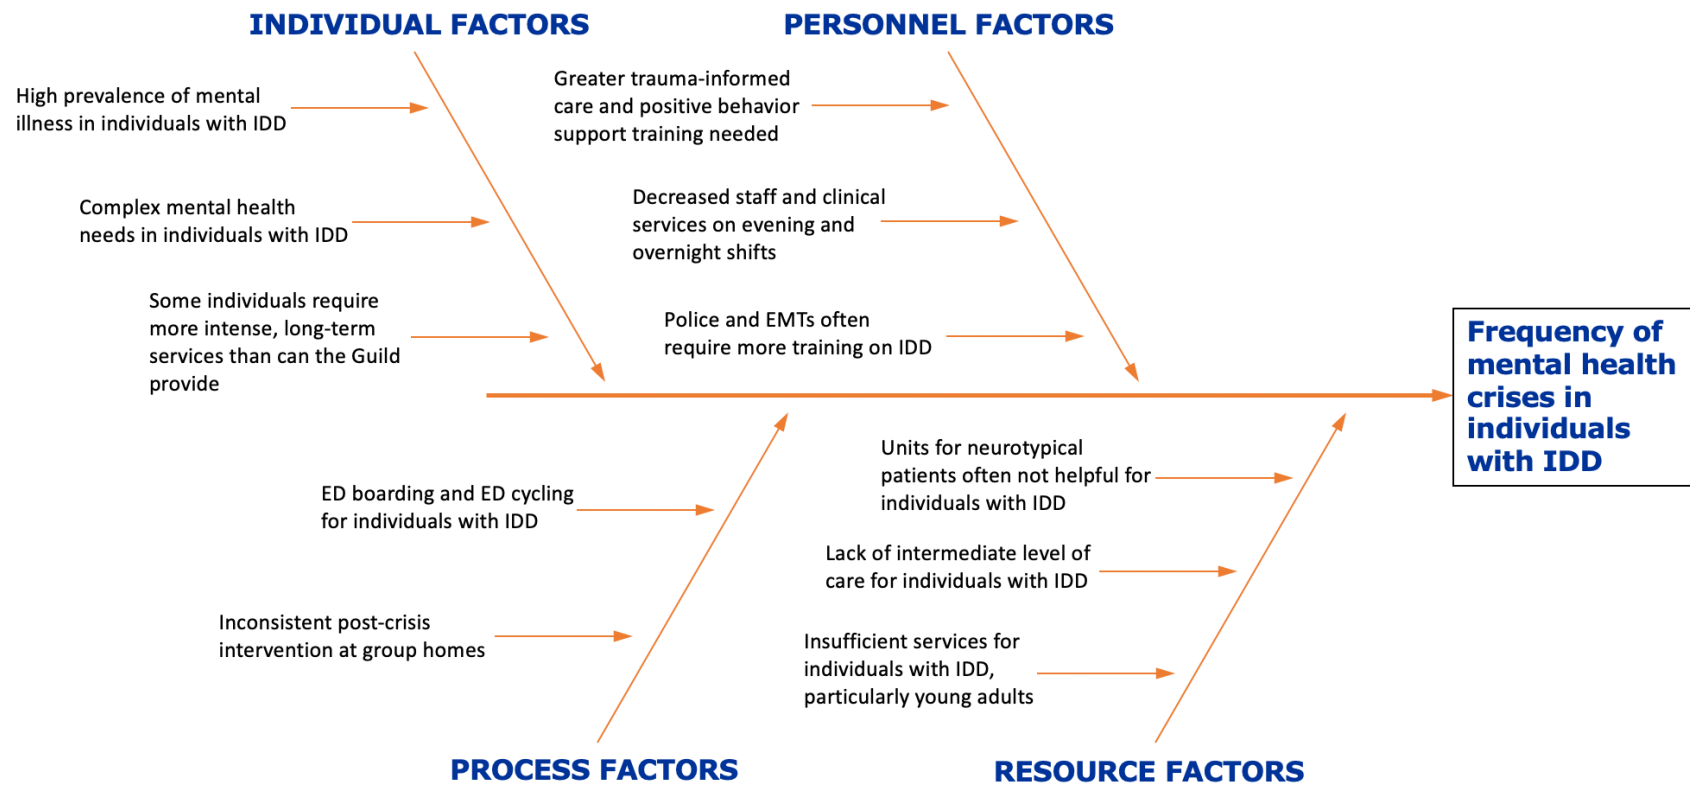 INDIVIDUAL FACTORS
High prevalence of mental
illness in individuals with IDD
Complex mental health
needs in individuals with IDD
Some individuals require
more intense, long-term
services than can the Guild
provide
PERSONNEL FACTORS
Greater trauma-informed
care and positive behavior
support training needed
Decreased staff and clinical
services on evening and
overnight shifts
Police and EMTs often
require more training on IDD
Frequency of
mental health
crises in
individuals
with IDD
ED boarding and ED cycling
for individuals with IDD
Inconsistent post-crisis
intervention at group homes
PROCESS FACTORS
Units for neurotypical
patients often not helpful for
individuals with IDD
Lack of intermediate level of
care for individuals with IDD
Insufficient services for
individuals with IDD,
particularly young adults
RESOURCE FACTORS